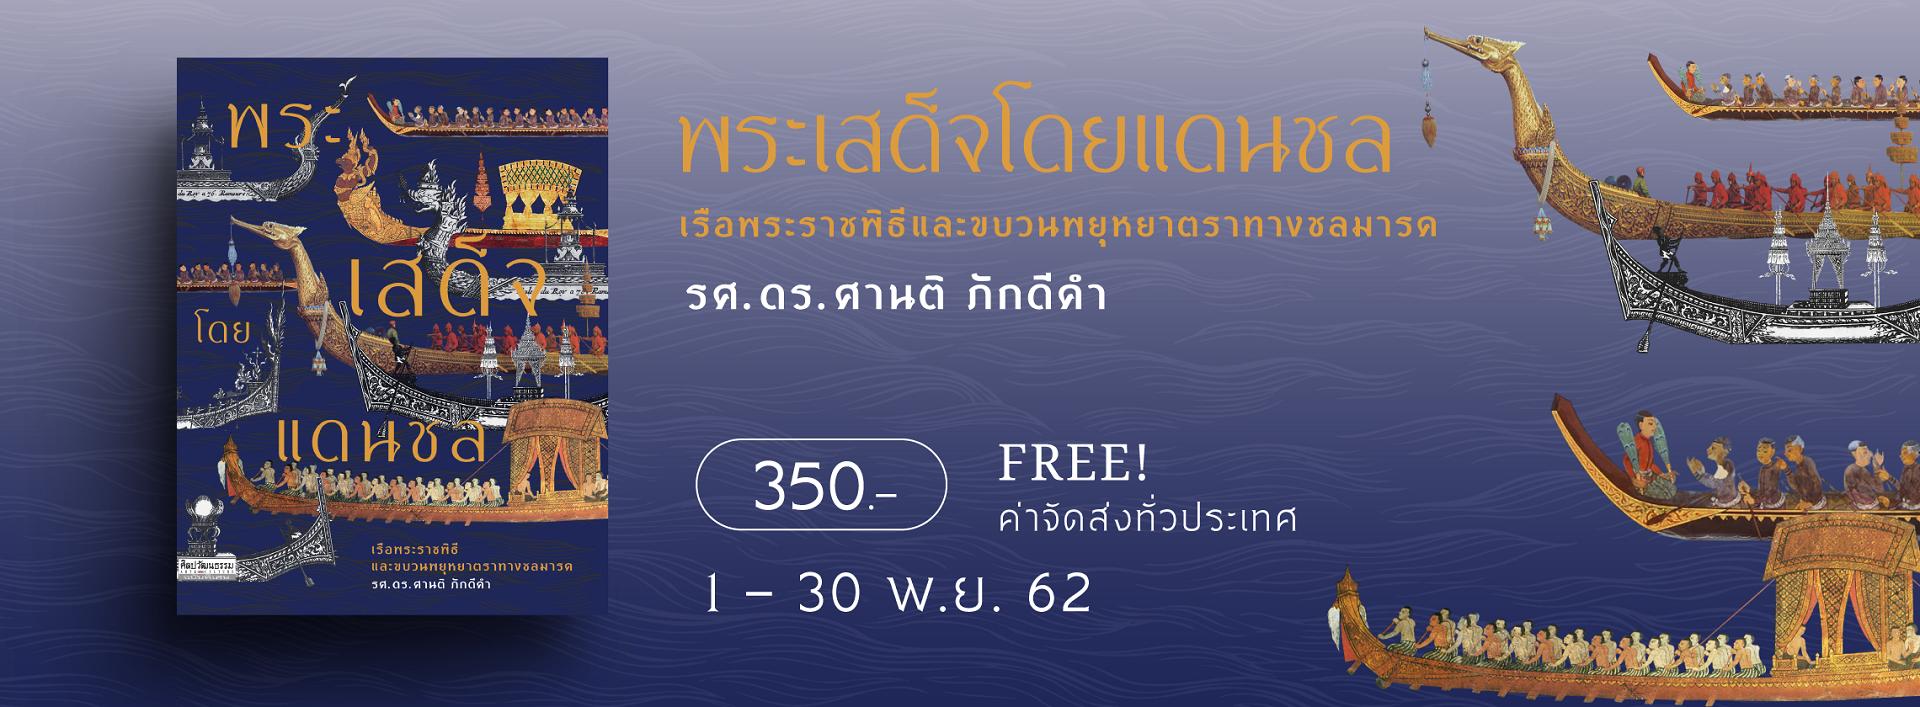 พระ
เสด็จ
โดย
แดนชล
เรือพระราชพิธี
และขบวนพยุหยาตราทางชลมารค
รศ.ดร.ศานติ ภักดีคำ
ศิลปวัฒนธรรม
พระเสด็จโดยแดนชล
เรือพระราชพิธีและขบวนพยุหยาตราทางชลมารค
รศ.ดร.ศานติ ภักดีคำ
350.-
FREE!
ค่าจัดส่งทั่วประเทศ
1 – 30 พ.ย. 62